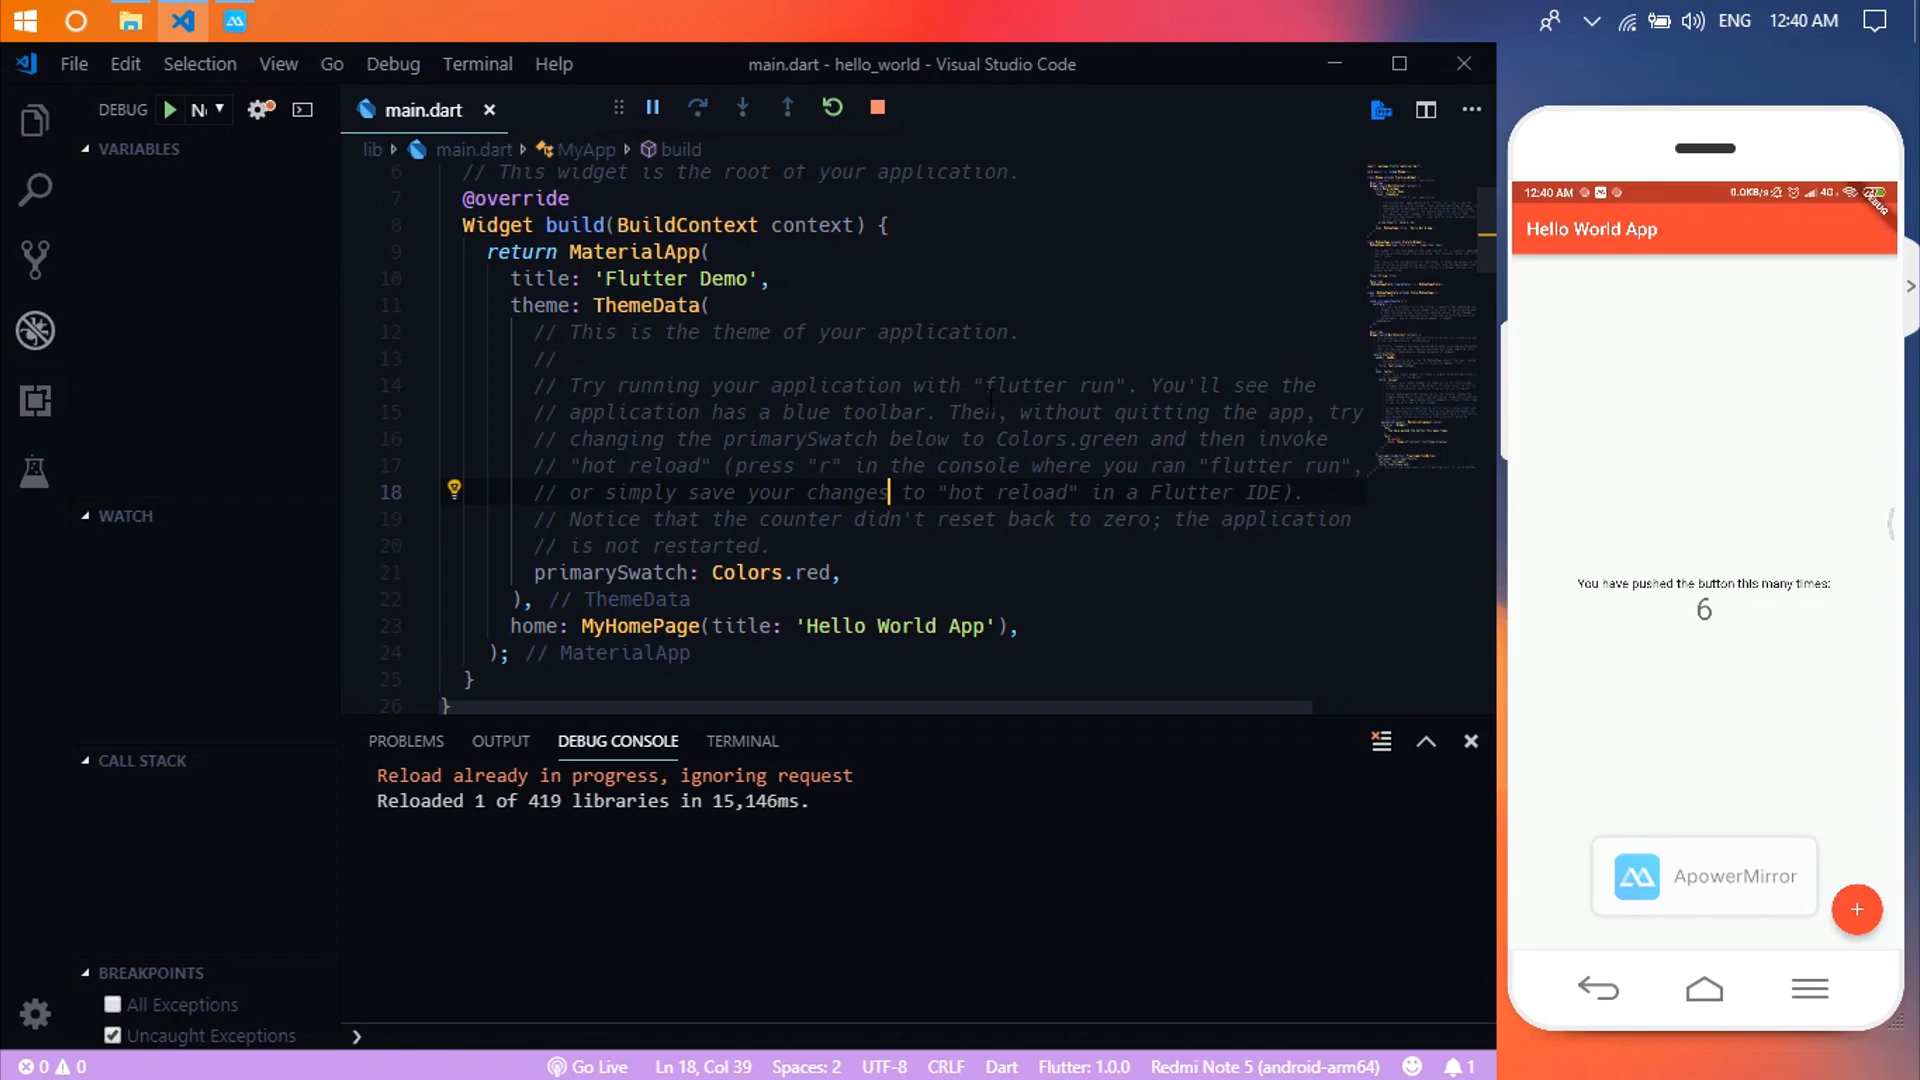 ENG 12:40 AM
File Edit Selection View Go Debug Terminal Help
main.dart - hello_world - Visual Studio Code
DEBUG
main.dart
lib main.dart MyApp build
VARIABLES
WATCH
CALL STACK
BREAKPOINTS
All Exceptions
Uncaught Exceptions
6 // This widget is the root of your application.
7 @override
8 Widget build(BuildContext context) {
9 return MaterialApp(
10 title: 'Flutter Demo',
11 theme: ThemeData(
12 // This is the theme of your application.
13 //
14 // Try running your application with "flutter run". You'll see the
15 // application has a blue toolbar. Then, without quitting the app, try
16 // changing the primarySwatch below to Colors.green and then invoke
17 // "hot reload" (press "r" in the console where you ran "flutter run",
18 // or simply save your changes to "hot reload" in a Flutter IDE).
19 // Notice that the counter didn't reset back to zero; the application
20 // is not restarted.
21 primarySwatch: Colors.red,
22 ), // ThemeData
23 home: MyHomePage(title: 'Hello World App'),
24 ); // MaterialApp
25 }
26 }
PROBLEMS OUTPUT DEBUG CONSOLE TERMINAL
Reload already in progress, ignoring request
Reloaded 1 of 419 libraries in 15,146ms.
0 0
Go Live Ln 18, Col 39 Spaces: 2 UTF-8 CRLF Dart Flutter: 1.0.0 Redmi Note 5 (android-arm64) 1
12:40 AM 0.0KB/s 4G
DEBUG
Hello World App
You have pushed the button this many times:
6
ApowerMirror